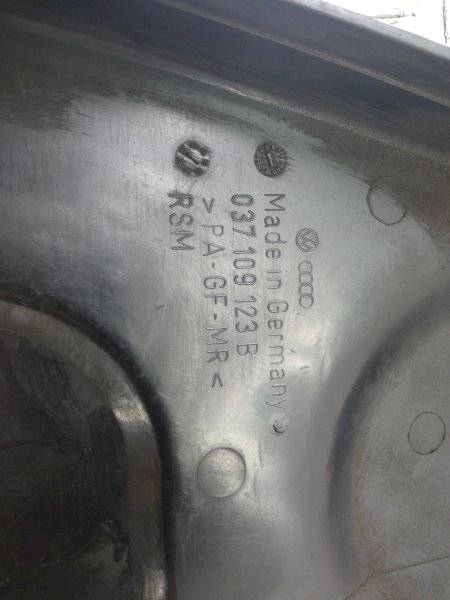 Made in Germany
037 109 123 B
> PA-GF-MR <
RSM